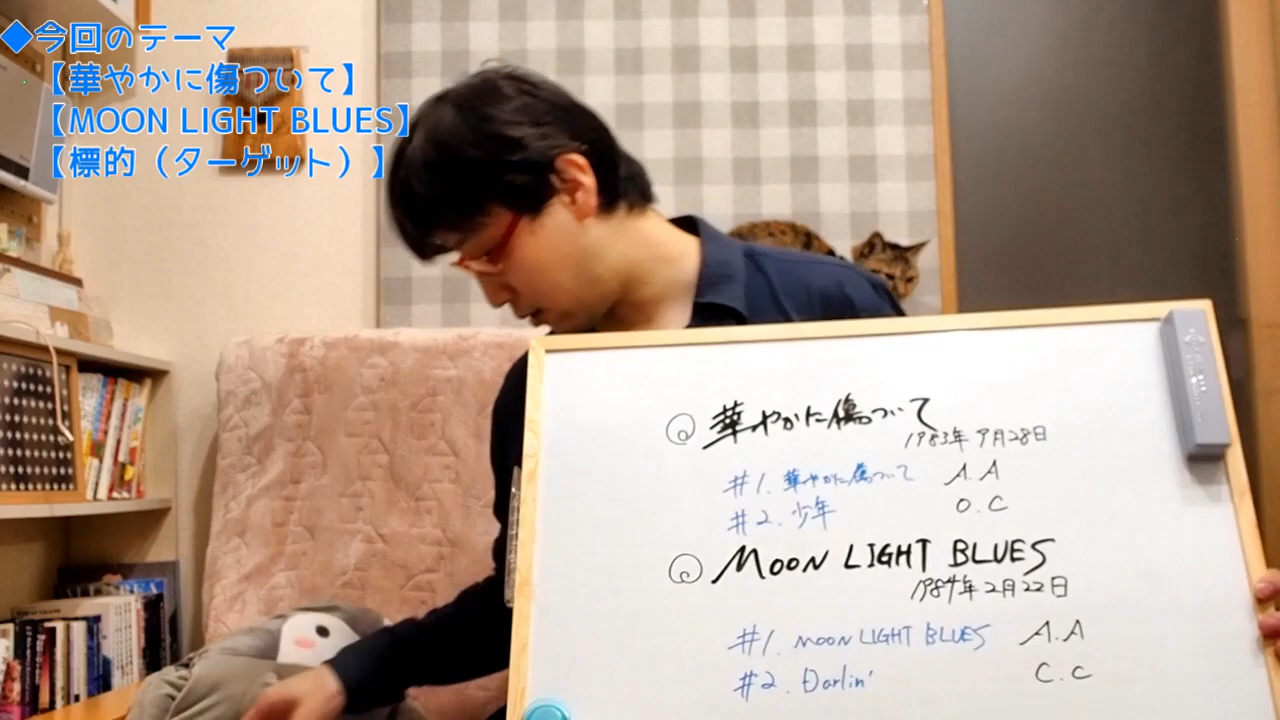 ◆今回のテーマ
【華やかに傷ついて】
【MOON LIGHT BLUES】
【標的（ターゲット）】
華やかに傷ついて
1983年9月28日
#1. 華やかに傷ついて A.A
#2. 少年 O.C
MOON LIGHT BLUES
1984年2月22日
#1. MOON LIGHT BLUES A.A
#2. Darlin' C.C